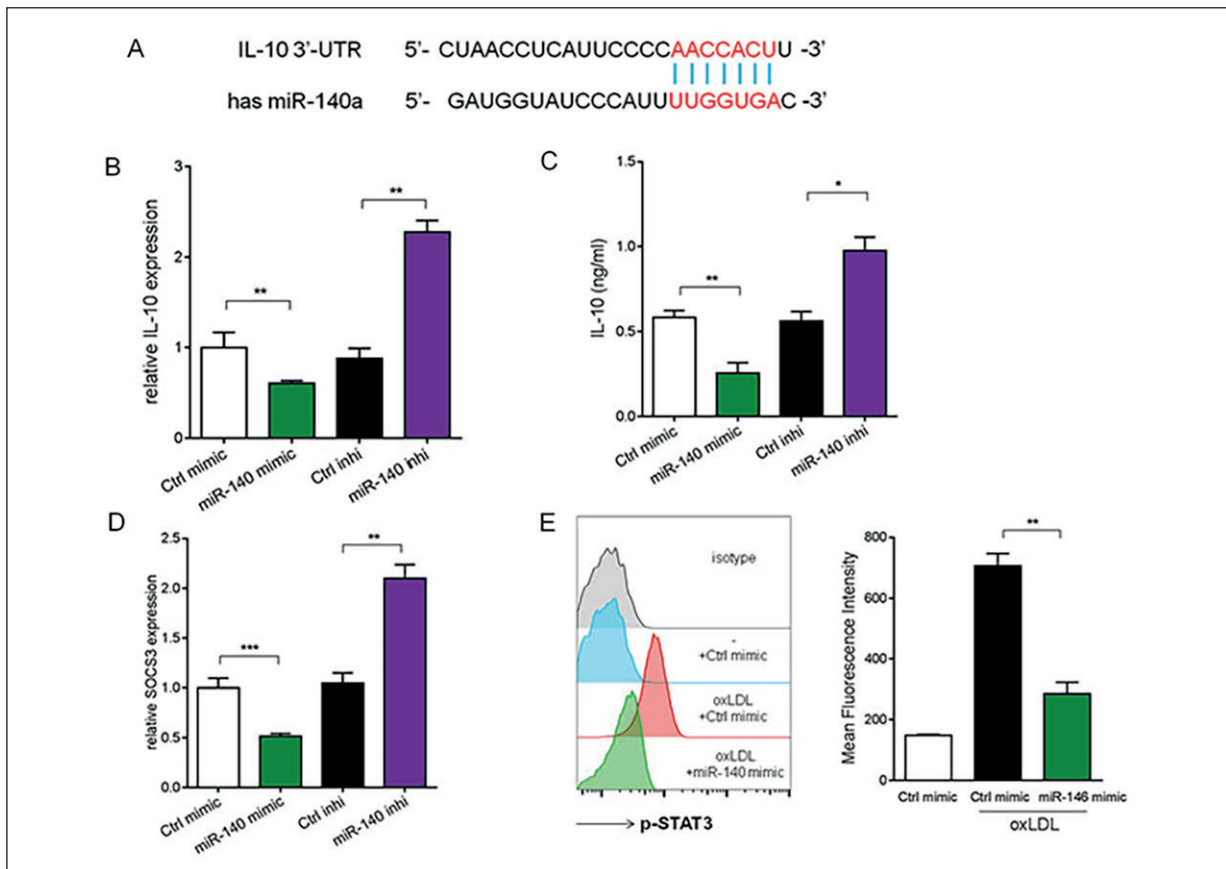 A
IL-10 3'-UTR 5'- CUAACCUCAUUCCCCAACCACUU -3'
has miR-140a 5'- GAUGGUAUCCCAUUUUGGUGAC -3'
B
relative IL-10 expression
3
2
1
0
**
**
Ctrl mimic
miR-140 mimic
Ctrl inhi
miR-140 inhi
C
IL-10 (ng/ml)
1.5
1.0
0.5
0.0
**
*
Ctrl mimic
miR-140 mimic
Ctrl inhi
miR-140 inhi
D
relative SOCS3 expression
2.5
2.0
1.5
1.0
0.5
0.0
***
**
Ctrl mimic
miR-140 mimic
Ctrl inhi
miR-140 inhi
E
isotype
-
+Ctrl mimic
oxLDL
+Ctrl mimic
oxLDL
+miR-140 mimic
p-STAT3
Mean Fluorescence Intensity
800
600
400
200
0
**
Ctrl mimic
Ctrl mimic
miR-146 mimic
oxLDL